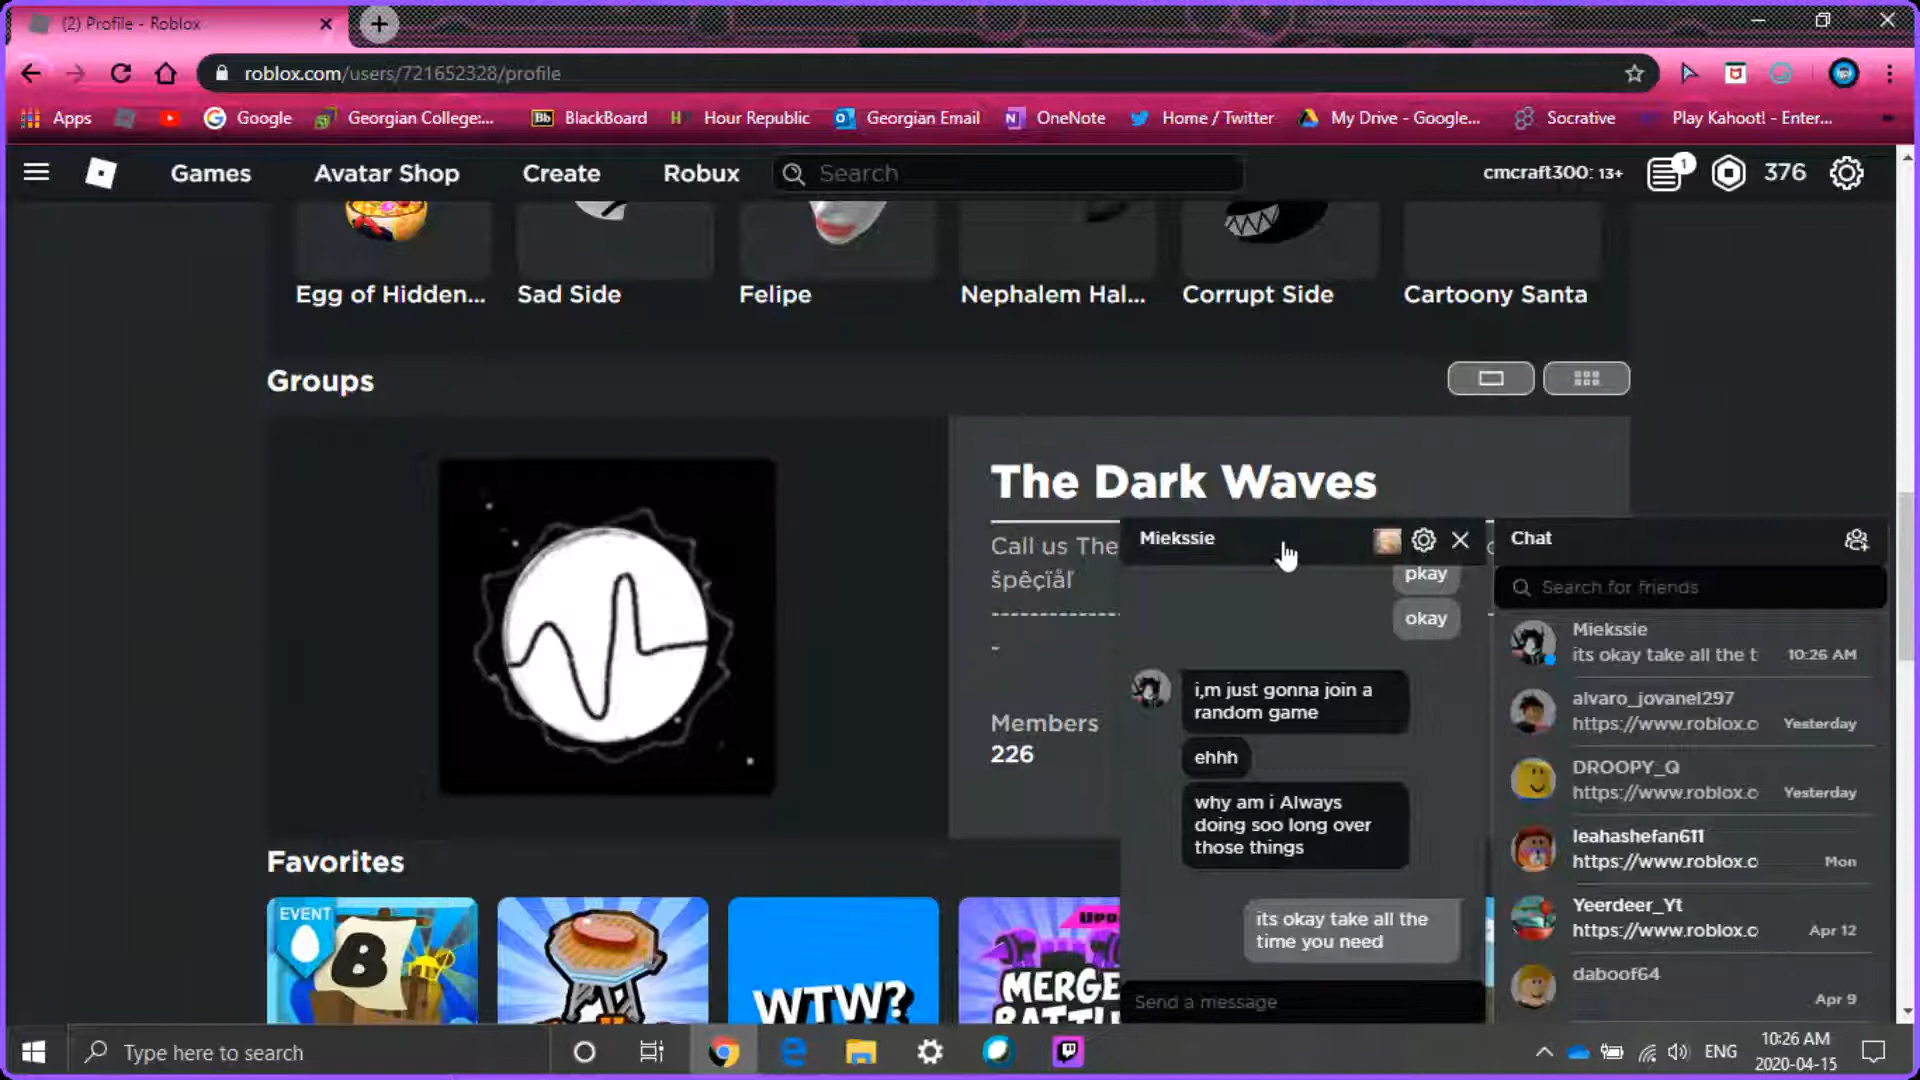 (2) Profile - Roblox
roblox.com/users/721652328/profile
Apps
Google
Georgian College:...
Bb BlackBoard
H Hour Republic
Georgian Email
N OneNote
Home / Twitter
My Drive - Google...
Socrative
Play Kahoot! - Enter...
Games
Avatar Shop
Create
Robux
Search
cmcraft300: 13+
1
376
Egg of Hidden...
Sad Side
Felipe
Nephalem Hal...
Corrupt Side
Cartoony Santa
Groups
The Dark Waves
Call us The
špêçïåľ
-
Members
226
Miekssie
pkay
okay
i,m just gonna join a
random game
ehhh
why am i Always
doing soo long over
those things
its okay take all the
time you need
Send a message
Chat
Search for friends
Miekssie
its okay take all the t
10:26 AM
alvaro_jovanel297
https://www.roblox.c
Yesterday
DROOPY_Q
https://www.roblox.c
Yesterday
leahashefan611
https://www.roblox.c
Mon
Yeerdeer_Yt
https://www.roblox.c
Apr 12
daboof64
Apr 9
Favorites
EVENT
B
WTW?
MERGE
Type here to search
ENG
10:26 AM
2020-04-15